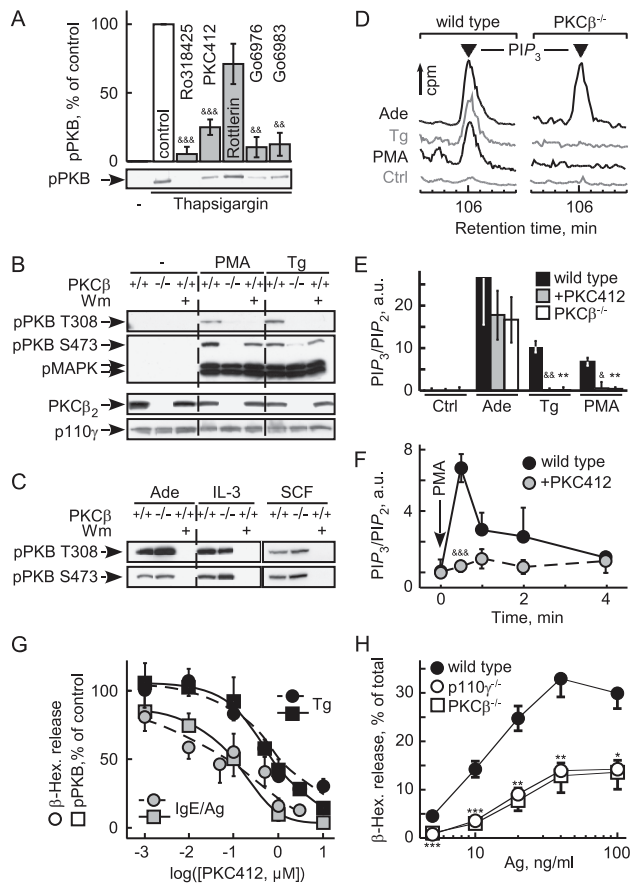 A
pPKB, % of control
100
50
0
control
Ro318425
PKC412
Rottlerin
Go6976
Go6983
&&&
&&&
&&
&&
pPKB
-
Thapsigargin
B
-
PMA
Tg
PKCβ
+/+ -/- +/+ +/+ -/- +/+ +/+ -/- +/+
Wm
+ + +
pPKB T308
pPKB S473
pMAPK
PKCβ2
p110γ
C
Ade
IL-3
SCF
PKCβ
+/+ -/- +/+ +/+ -/- +/+ +/+ -/- +/+
Wm
+ + +
pPKB T308
pPKB S473
D
wild type
PKCβ-/-
PIP3
cpm
Ade
Tg
PMA
Ctrl
106
106
Retention time, min
E
PIP3/PIP2, a.u.
20
10
0
wild type
+PKC412
PKCβ-/-
&& **
& **
Ctrl
Ade
Tg
PMA
F
PIP3/PIP2, a.u.
8
6
4
2
0
PMA
wild type
+PKC412
&&&
0 2 4
Time, min
G
β-Hex. release
pPKB,% of control
100
50
0
Tg
IgE/Ag
-3 -2 -1 0 1
log([PKC412, μM])
H
β-Hex. release, % of total
30
20
10
0
wild type
p110γ-/-
PKCβ-/-
***
***
**
**
*
10
100
Ag, ng/ml